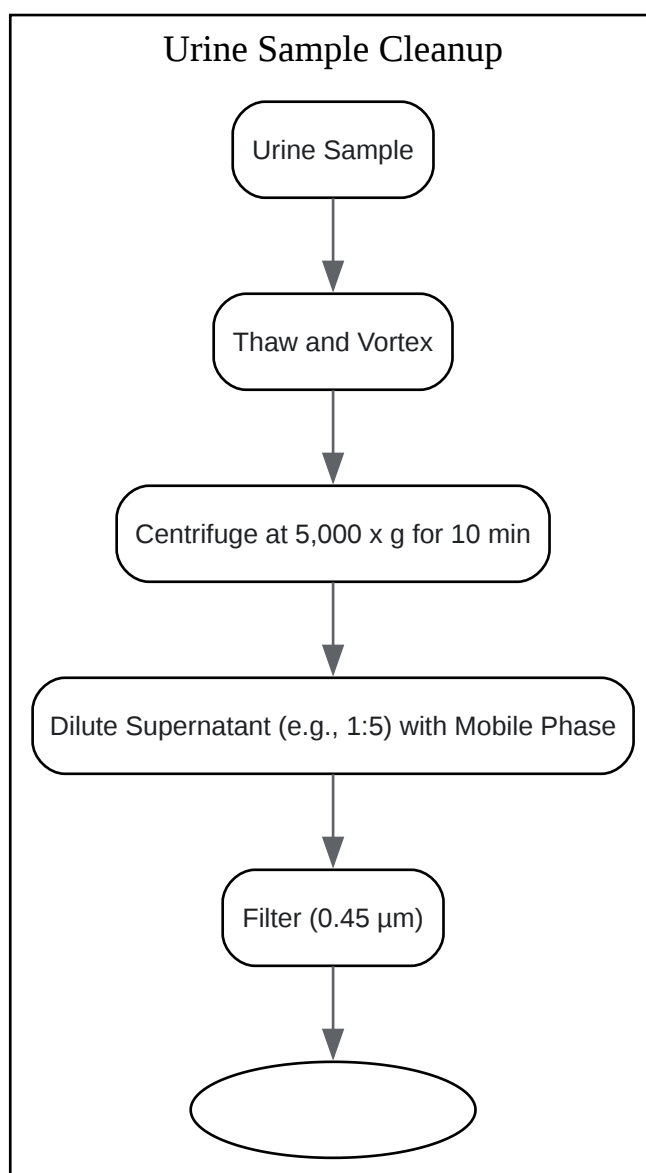 Urine Sample Cleanup
Urine Sample
Thaw and Vortex
Centrifuge at 5,000 x g for 10 min
Dilute Supernatant (e.g., 1:5) with Mobile Phase
Filter (0.45 µm)